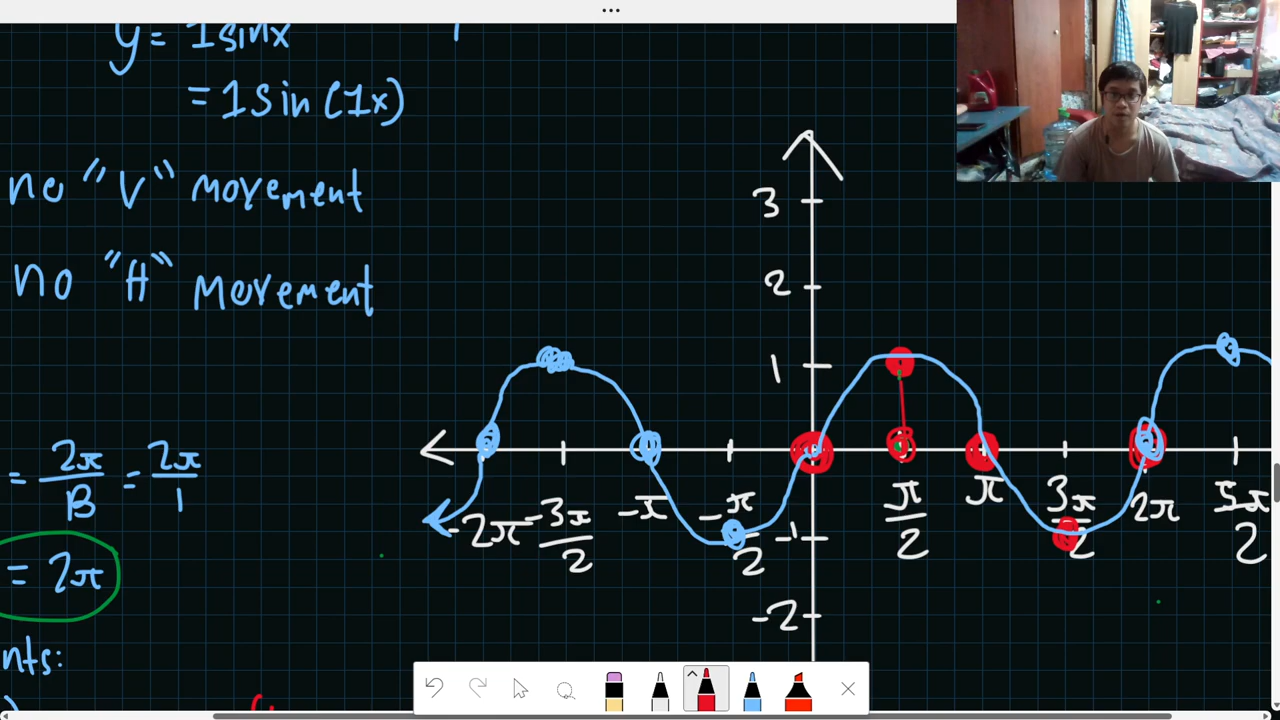 y = 1sinx
= 1sin(1x)
no "V" movement
no "H" movement
= 2π/B = 2π/1
= 2π
nts:
3
2
1
-2π -3π/2 -π -π/2 π/2 π 3π/2 2π 5π/2
-1
-2